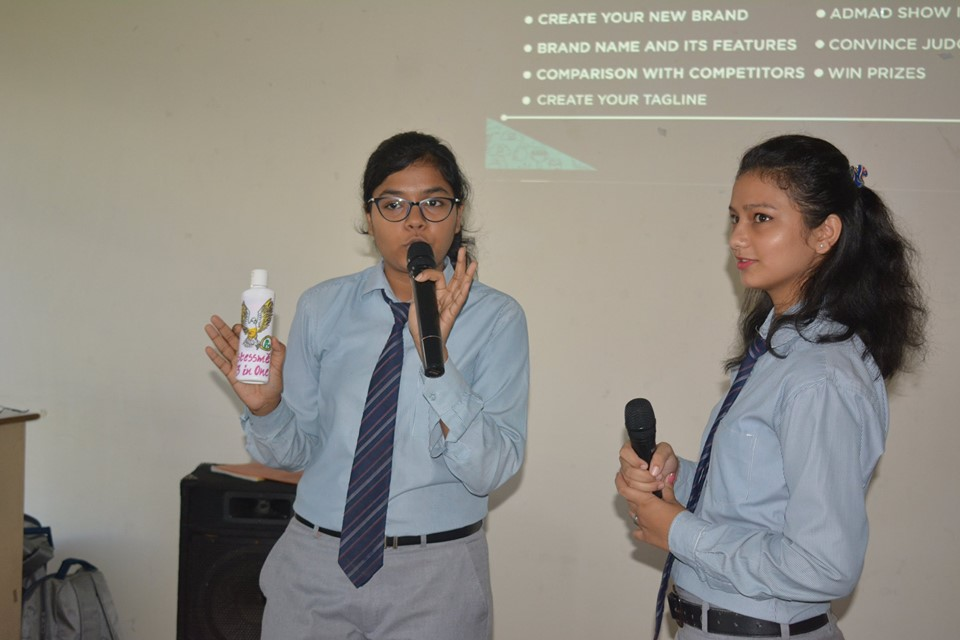 CREATE YOUR NEW BRAND
BRAND NAME AND ITS FEATURES
COMPARISON WITH COMPETITORS
CREATE YOUR TAGLINE
ADMAD SHOW
CONVINCE
WIN PRIZES
in One